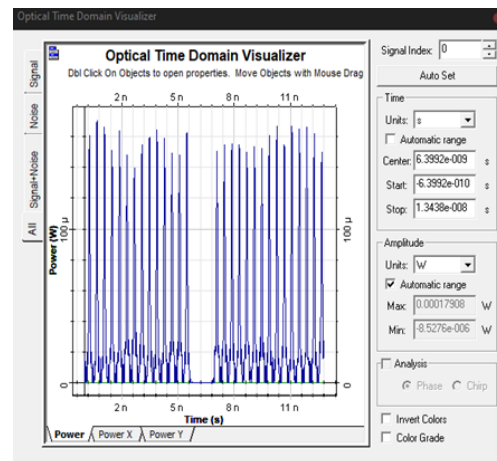 Optical Time Domain Visualizer
Signal Index: 0
Auto Set
Optical Time Domain Visualizer
Dbl Click On Objects to open properties. Move Objects with Mouse Drag
Signal
Noise
Signal+Noise
All
2 n 5 n 8 n 11 n
Power (W)
100 µ
0
100 µ
0
2 n 5 n 8 n 11 n
Time (s)
Power Power X Power Y
Time
Units: s
Automatic range
Center: 6.3992e-009 s
Start: -6.3992e-010 s
Stop: 1.3438e-008 s
Amplitude
Units: W
Automatic range
Max: 0.00017908 W
Min: -8.5276e-006 W
Analysis
Phase Chirp
Invert Colors
Color Grade